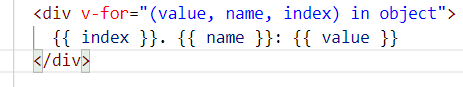 <div v-for="(value, name, index) in object">
  {{ index }}. {{ name }}: {{ value }}
</div>